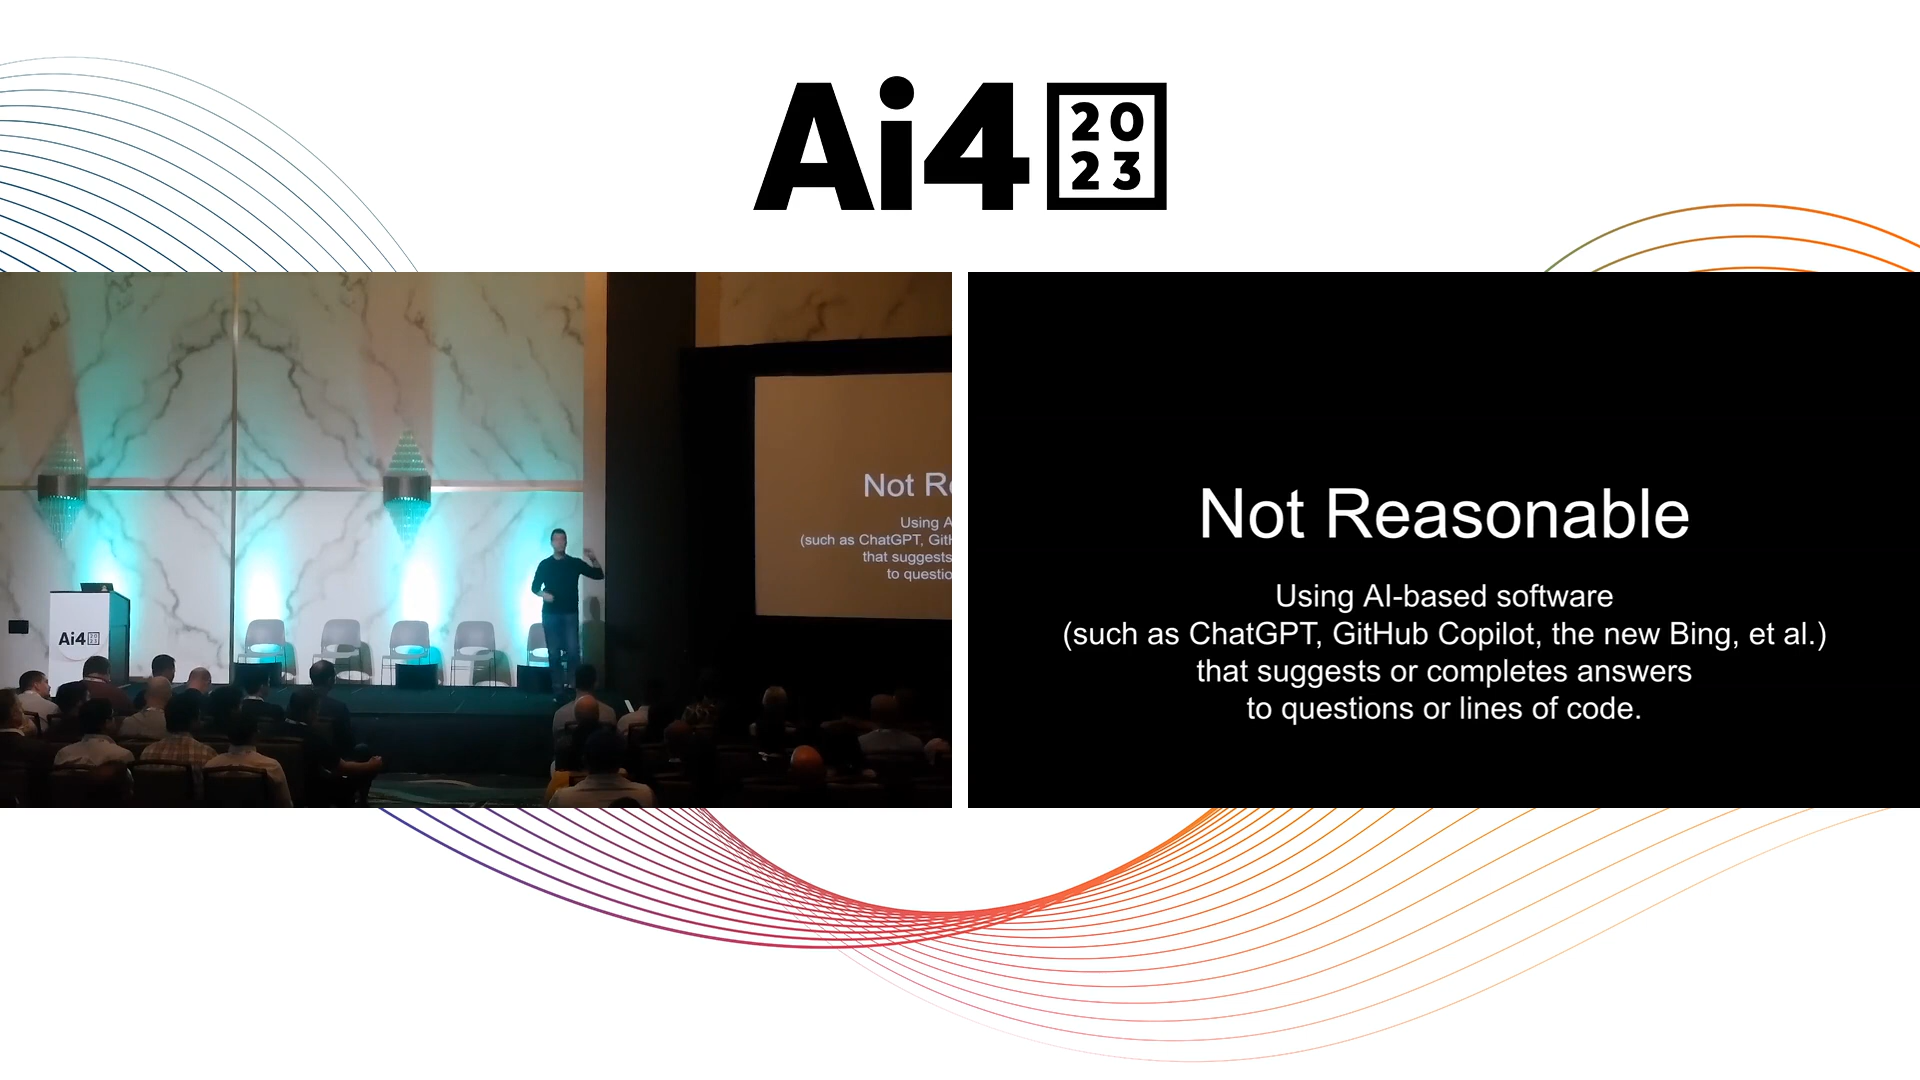 Ai4
20
23
Not Re
Using A
(such as ChatGPT, Gith
that suggests
to questio
Ai4
Not Reasonable
Using AI-based software
(such as ChatGPT, GitHub Copilot, the new Bing, et al.)
that suggests or completes answers
to questions or lines of code.